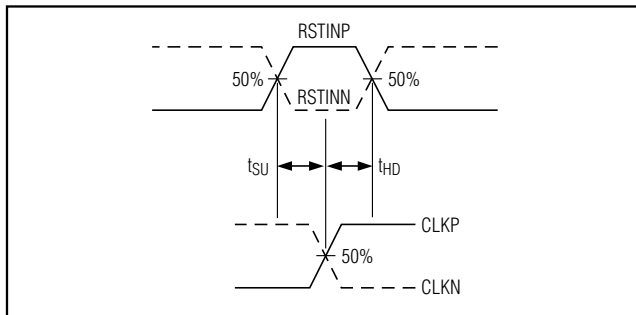 RSTINP
50%
50%
RSTINN
tSU
tHD
CLKP
50%
CLKN